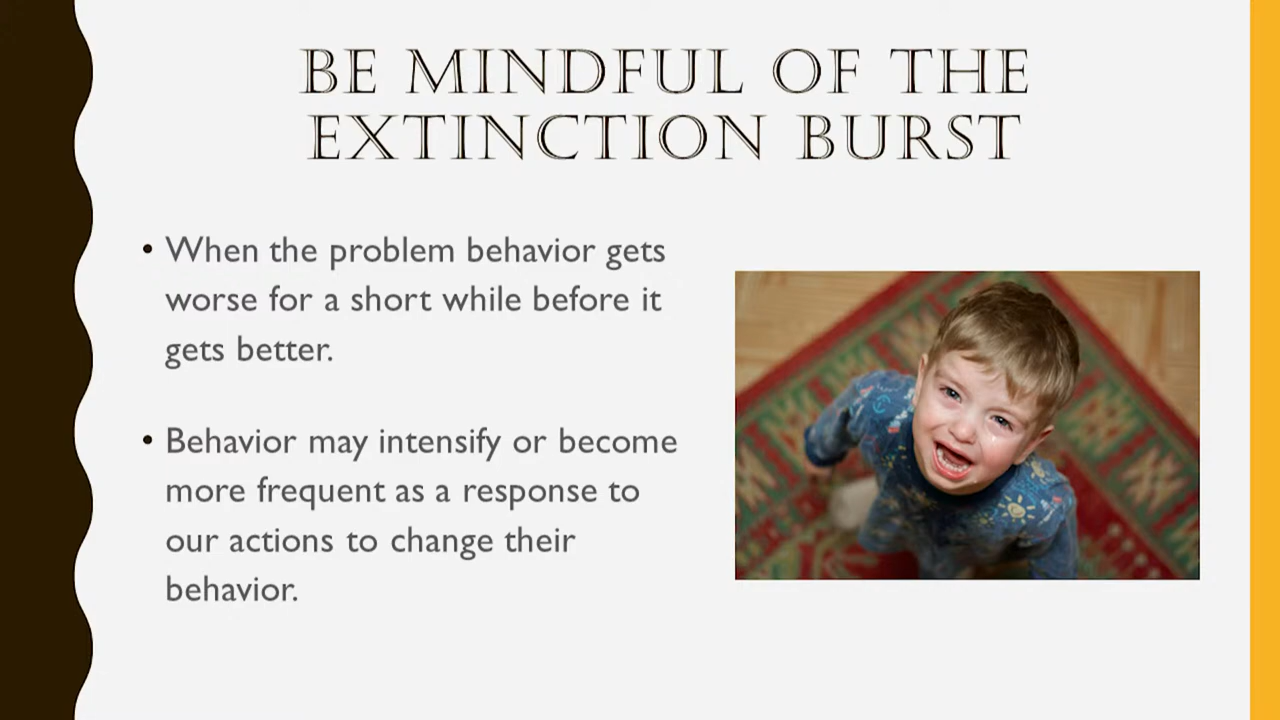 BE MINDFUL OF THE
EXTINCTION BURST
• When the problem behavior gets
worse for a short while before it
gets better.
• Behavior may intensify or become
more frequent as a response to
our actions to change their
behavior.